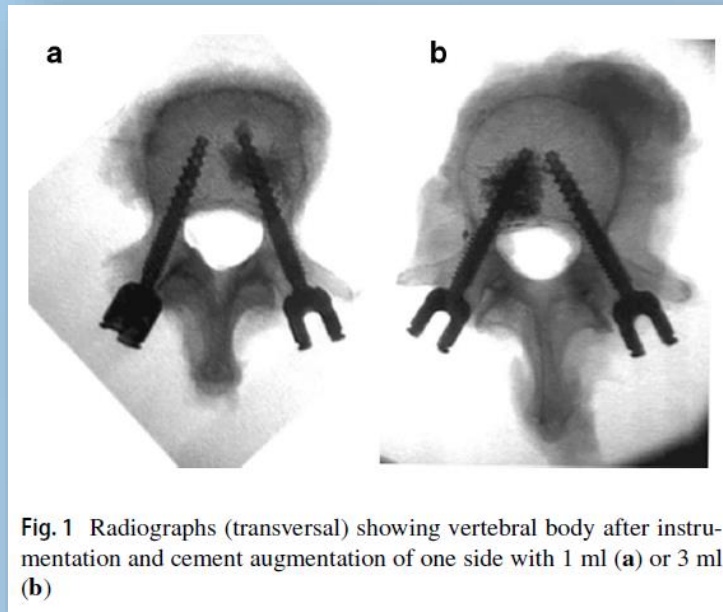 a
b
Fig. 1 Radiographs (transversal) showing vertebral body after instru-
mentation and cement augmentation of one side with 1 ml (a) or 3 ml
(b)